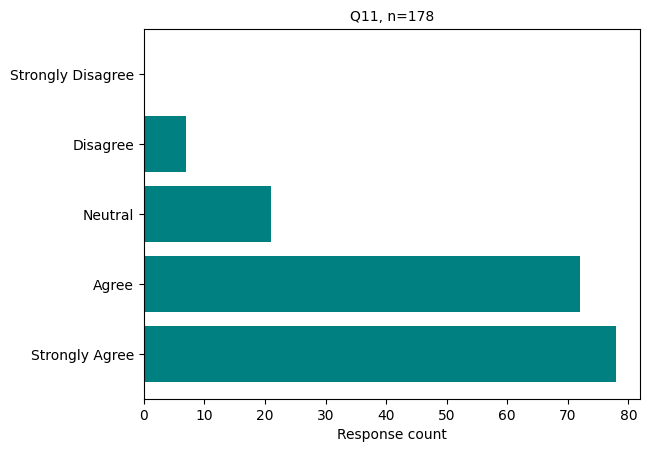 Q11, n=178
Strongly Disagree
Disagree
Neutral
Agree
Strongly Agree
0 10 20 30 40 50 60 70 80
Response count